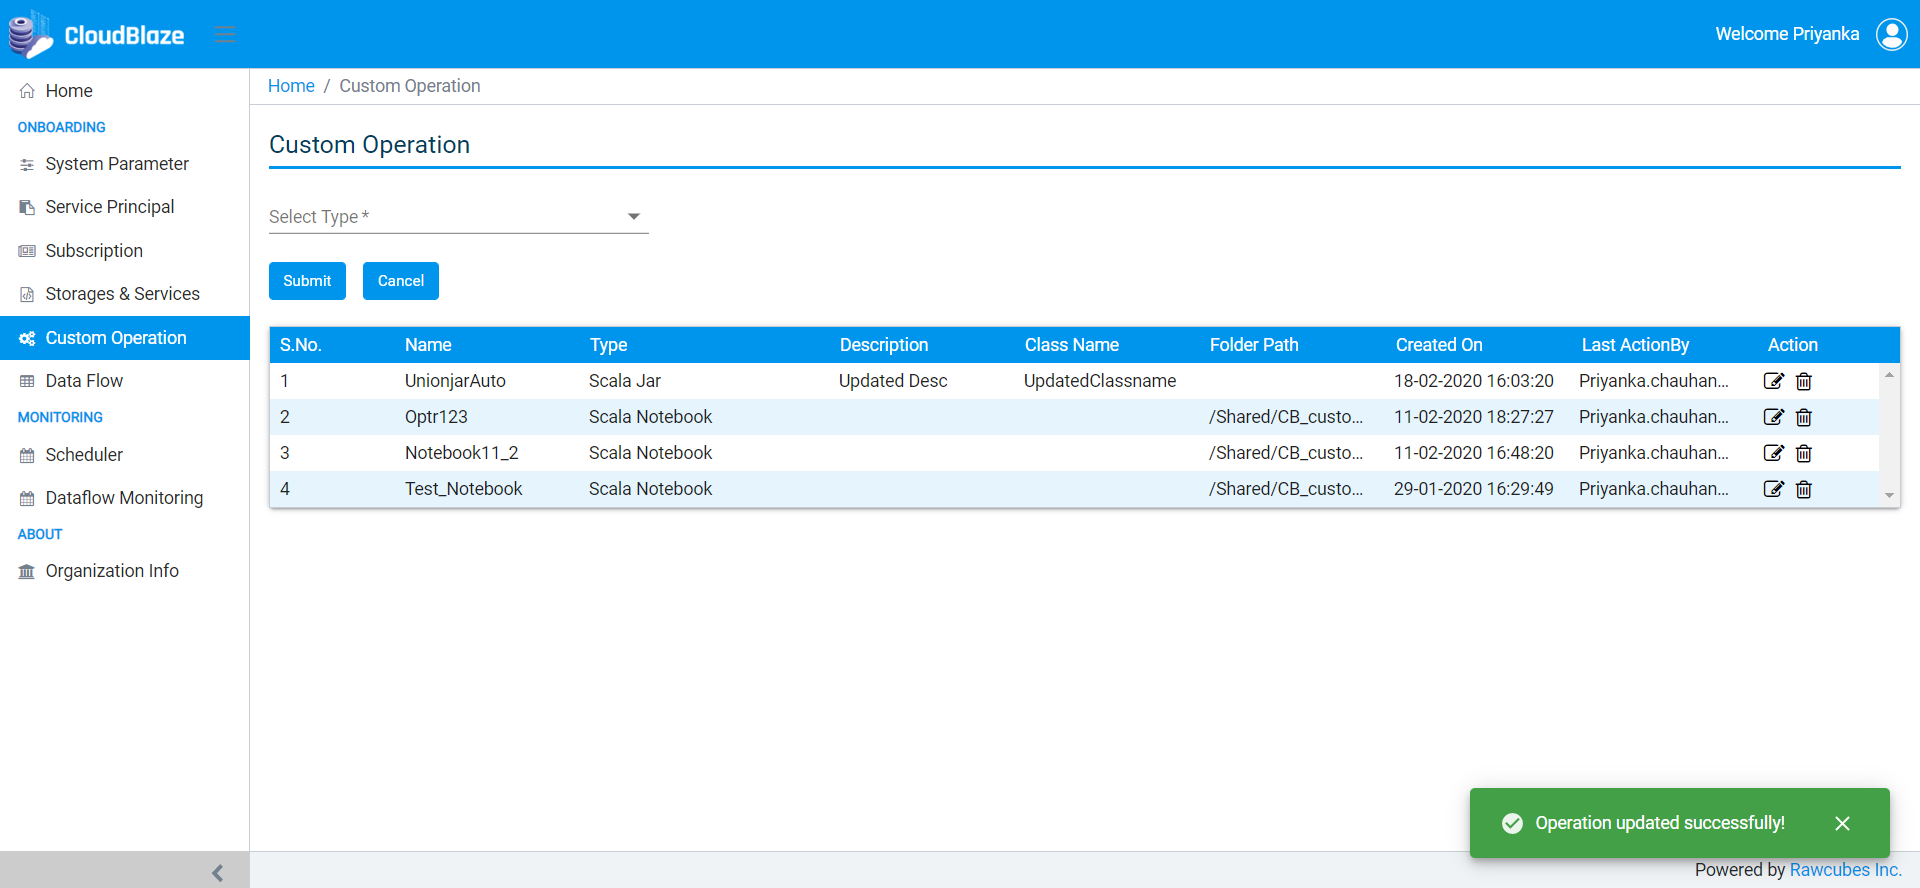 CloudBlaze
Welcome Priyanka
Home
ONBOARDING
System Parameter
Service Principal
Subscription
Storages & Services
Custom Operation
Data Flow
MONITORING
Scheduler
Dataflow Monitoring
ABOUT
Organization Info
Home / Custom Operation
Custom Operation
Select Type *
Submit Cancel
S.No. Name Type Description Class Name Folder Path Created On Last ActionBy Action
1 UnionjarAuto Scala Jar Updated Desc UpdatedClassname 18-02-2020 16:03:20 Priyanka.chauhan...
2 Optr123 Scala Notebook /Shared/CB_custo... 11-02-2020 18:27:27 Priyanka.chauhan...
3 Notebook11_2 Scala Notebook /Shared/CB_custo... 11-02-2020 16:48:20 Priyanka.chauhan...
4 Test_Notebook Scala Notebook /Shared/CB_custo... 29-01-2020 16:29:49 Priyanka.chauhan...
Operation updated successfully!
Powered by Rawcubes Inc.